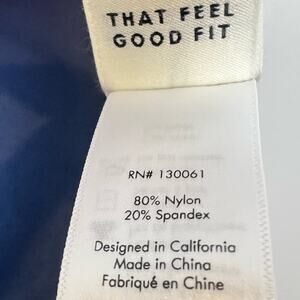 THAT FEEL
GOOD FIT
RN# 130061
80% Nylon
20% Spandex
Designed in California
Made in China
Fabriqué en Chine